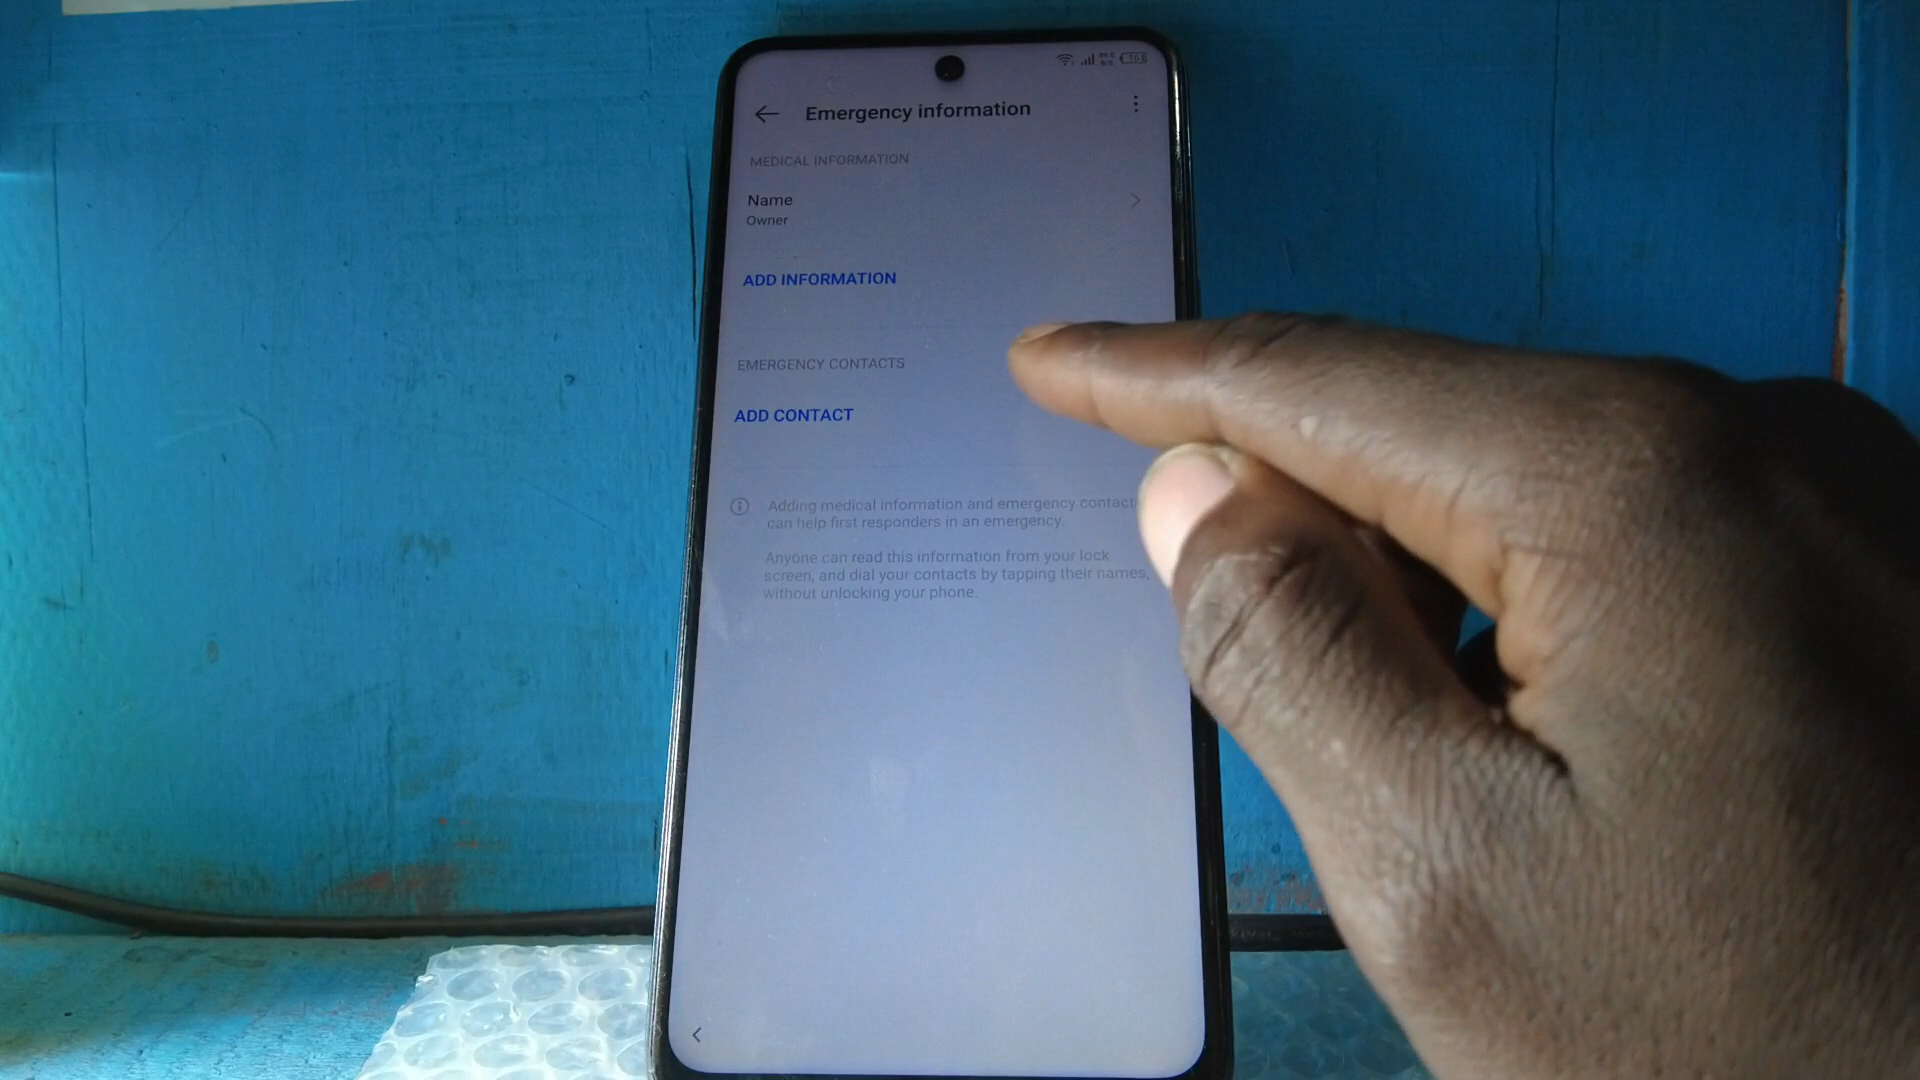 Emergency information
MEDICAL INFORMATION
Name
Owner
ADD INFORMATION
EMERGENCY CONTACTS
ADD CONTACT
Adding medical information and emergency contact
can help first responders in an emergency.
Anyone can read this information from your lock
screen, and dial your contacts by tapping their names,
without unlocking your phone.